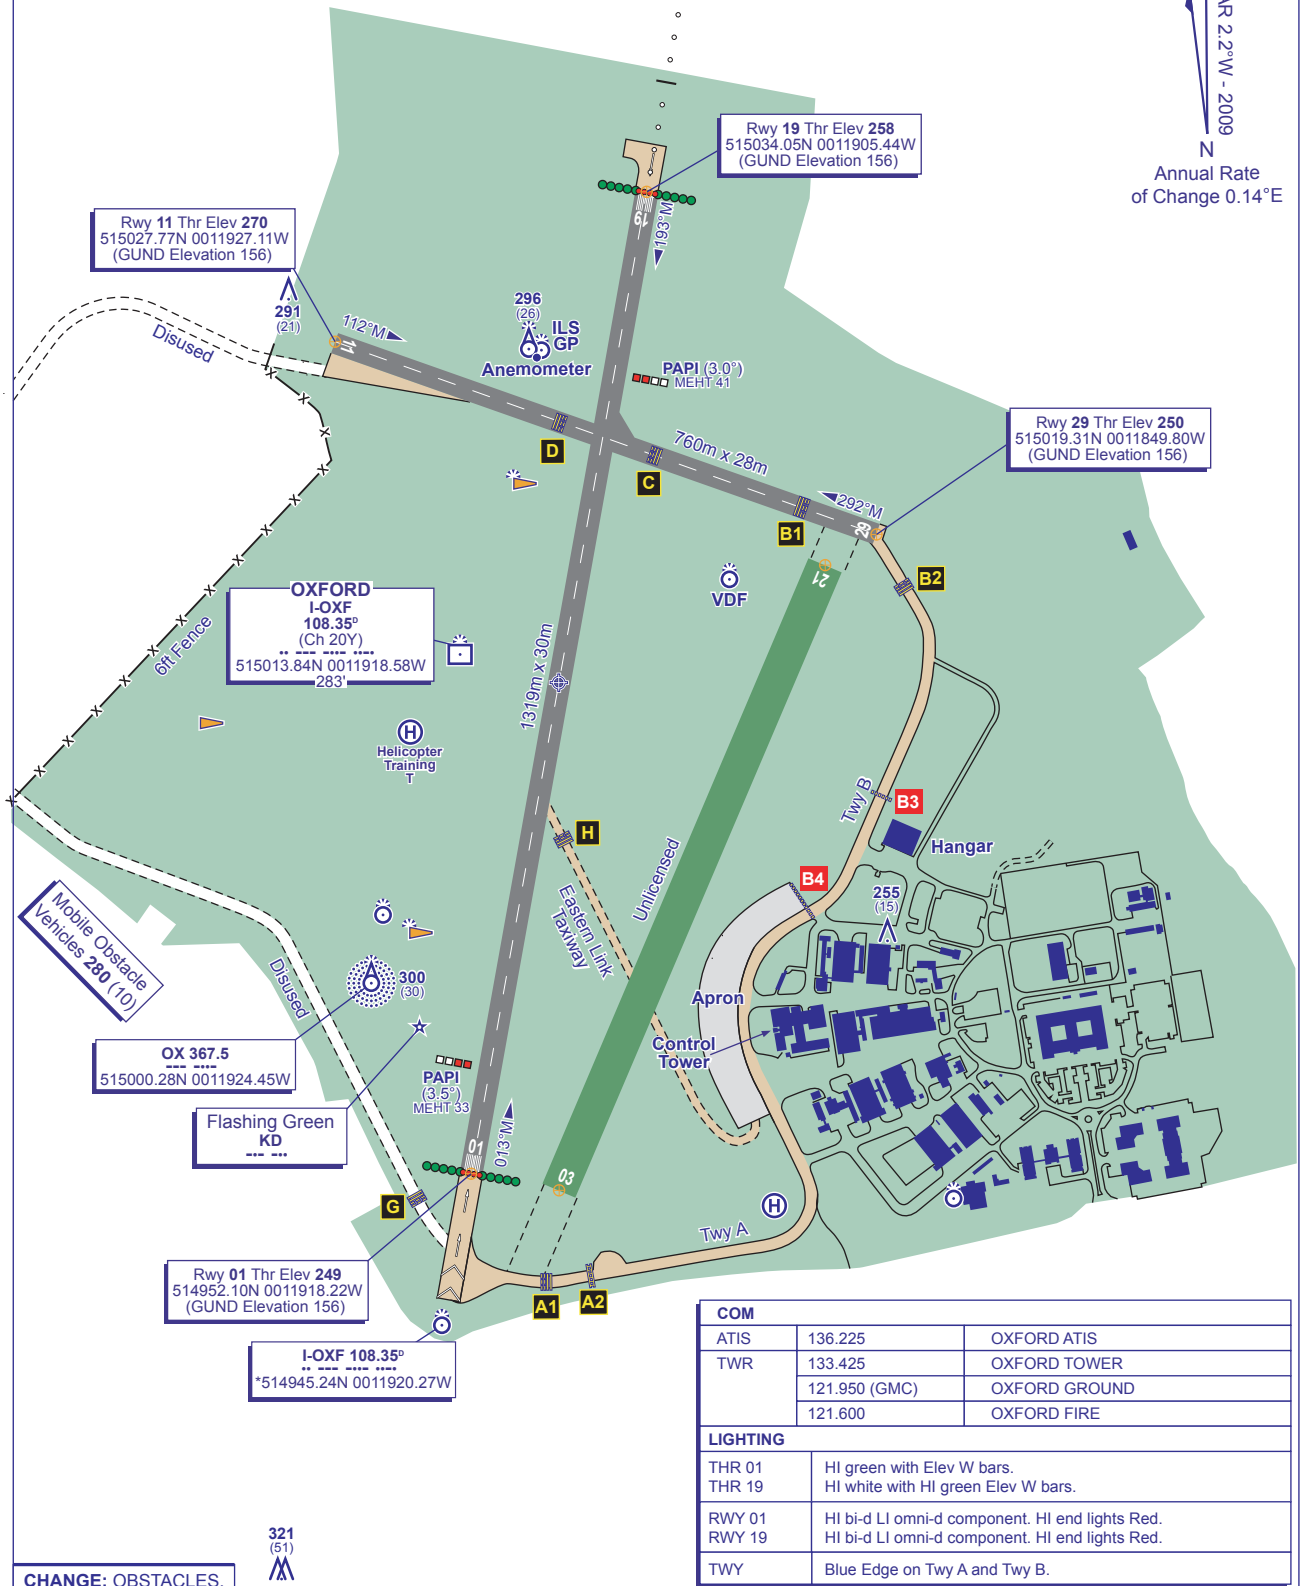 VAR 2.2°W - 2009
N
Annual Rate
of Change 0.14°E
Rwy 19 Thr Elev 258
515034.05N 0011905.44W
(GUND Elevation 156)
19
193°M
Rwy 11 Thr Elev 270
515027.77N 0011927.11W
(GUND Elevation 156)
291
(21)
Disused
112°M
11
296
(26)
ILS
GP
Anemometer
PAPI (3.0°)
MEHT 41
D
C
760m x 28m
Rwy 29 Thr Elev 250
515019.31N 0011849.80W
(GUND Elevation 156)
292°M
29
B1
B2
21
VDF
OXFORD
I-OXF
108.35D
(Ch 20Y)
515013.84N 0011918.58W
283'
6ft Fence
1319m x 30m
H
Helicopter
Training
T
Twy B
B3
Hangar
H
B4
Unlicensed
Eastern Link
Taxiway
255
(15)
Mobile Obstacle
Vehicles 280 (10)
Disused
300
(30)
Apron
Control
Tower
OX 367.5
515000.28N 0011924.45W
PAPI
(3.5°)
MEHT 33
Flashing Green
KD
013°M
01
03
G
H
Twy A
Rwy 01 Thr Elev 249
514952.10N 0011918.22W
(GUND Elevation 156)
A1
A2
I-OXF 108.35D
*514945.24N 0011920.27W
COM
ATIS 136.225 OXFORD ATIS
TWR 133.425 OXFORD TOWER
121.950 (GMC) OXFORD GROUND
121.600 OXFORD FIRE
LIGHTING
THR 01 HI green with Elev W bars.
THR 19 HI white with HI green Elev W bars.
RWY 01 HI bi-d LI omni-d component. HI end lights Red.
RWY 19 HI bi-d LI omni-d component. HI end lights Red.
TWY Blue Edge on Twy A and Twy B.
321
(51)
CHANGE: OBSTACLES.